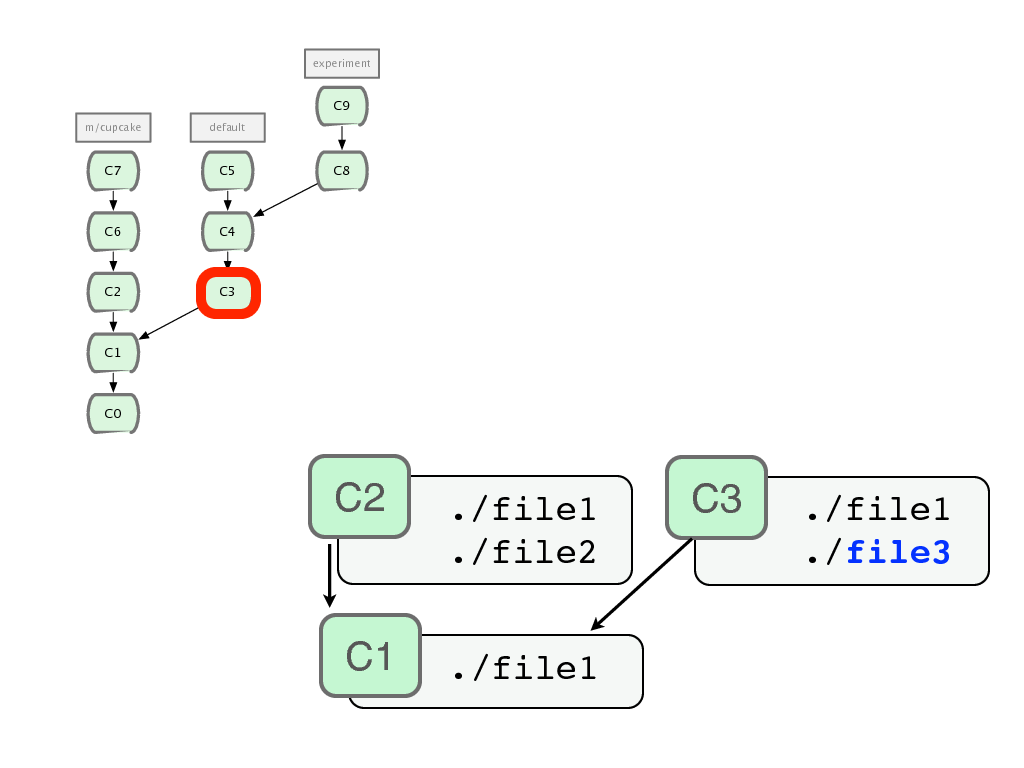 experiment
C9
m/cupcake
default
C7
C5
C8
C6
C4
C2
C3
C1
C0
C2
./file1
./file2
C3
./file1
./file3
C1
./file1